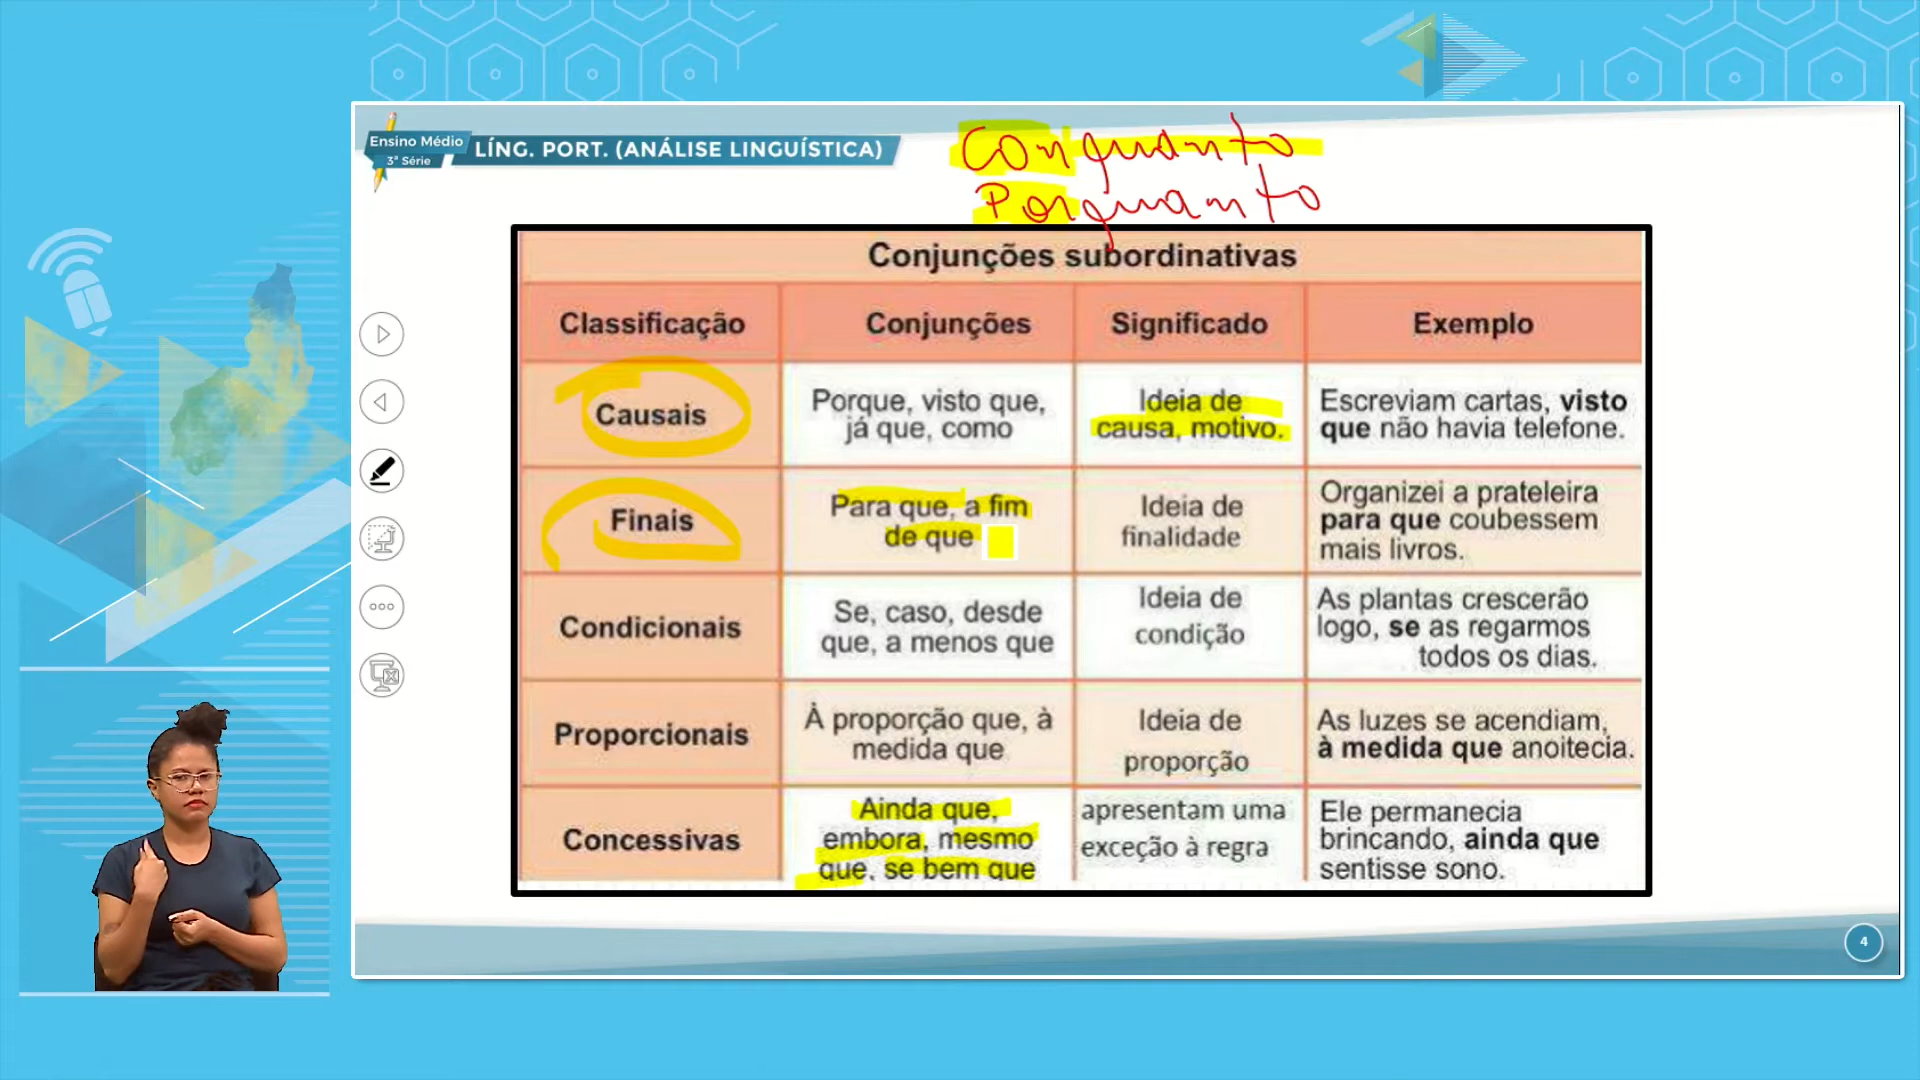 Ensino Médio
3ª Série
LÍNG. PORT. (ANÁLISE LINGUÍSTICA)
Conquanto
Porquanto
Conjunções subordinativas
Classificação
Conjunções
Significado
Exemplo
Causais
Porque, visto que,
já que, como
Ideia de
causa, motivo.
Escreviam cartas, visto
que não havia telefone.
Finais
Para que, a fim
de que
Ideia de
finalidade
Organizei a prateleira
para que coubessem
mais livros.
Condicionais
Se, caso, desde
que, a menos que
Ideia de
condição
As plantas crescerão
logo, se as regarmos
todos os dias.
Proporcionais
À proporção que, à
medida que
Ideia de
proporção
As luzes se acendiam,
à medida que anoitecia.
Concessivas
Ainda que,
embora, mesmo
que, se bem que
apresentam uma
exceção à regra
Ele permanecia
brincando, ainda que
sentisse sono.
4